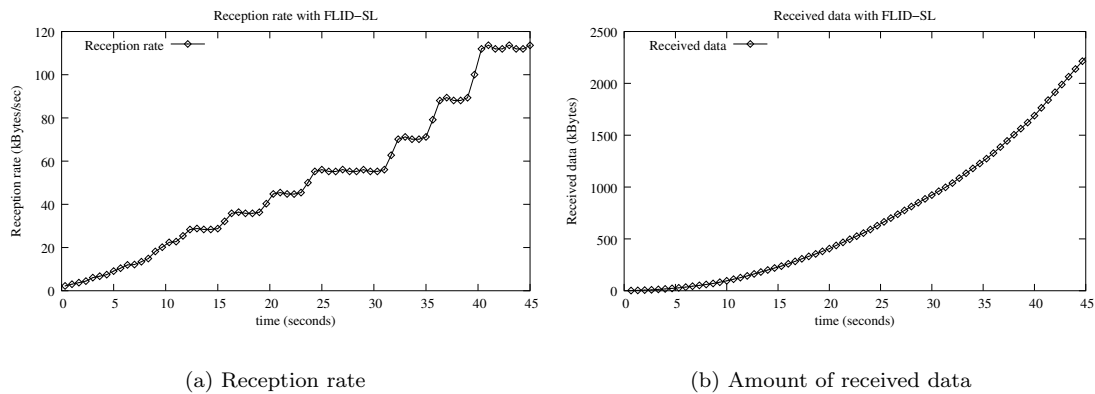 Reception rate with FLID−SL
Reception rate
Reception rate (kBytes/sec)
120
100
80
60
40
20
0
0 5 10 15 20 25 30 35 40 45
time (seconds)
(a) Reception rate
Received data with FLID−SL
Received data
Received data (kBytes)
2500
2000
1500
1000
500
0
0 5 10 15 20 25 30 35 40 45
time (seconds)
(b) Amount of received data